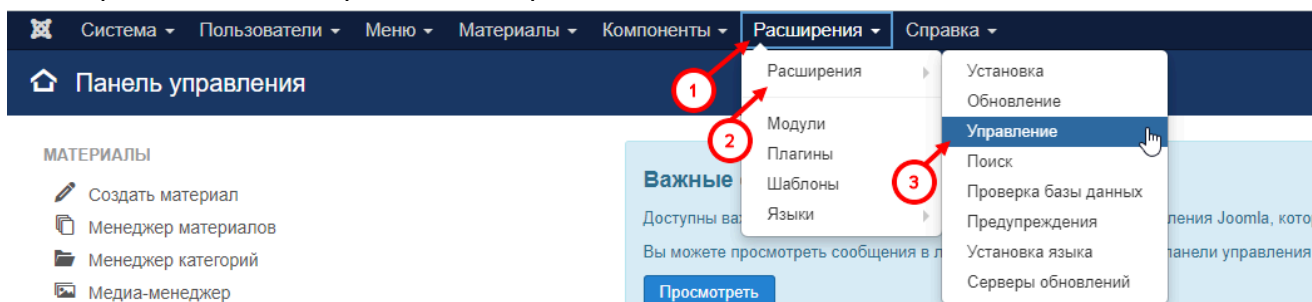 Система Пользователи Меню Материалы Компоненты Расширения Справка
Панель управления
1
Расширения
2
Модули
Плагины
Шаблоны
Языки
3
Установка
Обновление
Управление
Поиск
Проверка базы данных
Предупреждения
Установка языка
Серверы обновлений
МАТЕРИАЛЫ
Создать материал
Менеджер материалов
Менеджер категорий
Медиа-менеджер
Важные
Доступны ления Joomla,
Вы можете просмотреть сообщения в панели управления
Просмотреть